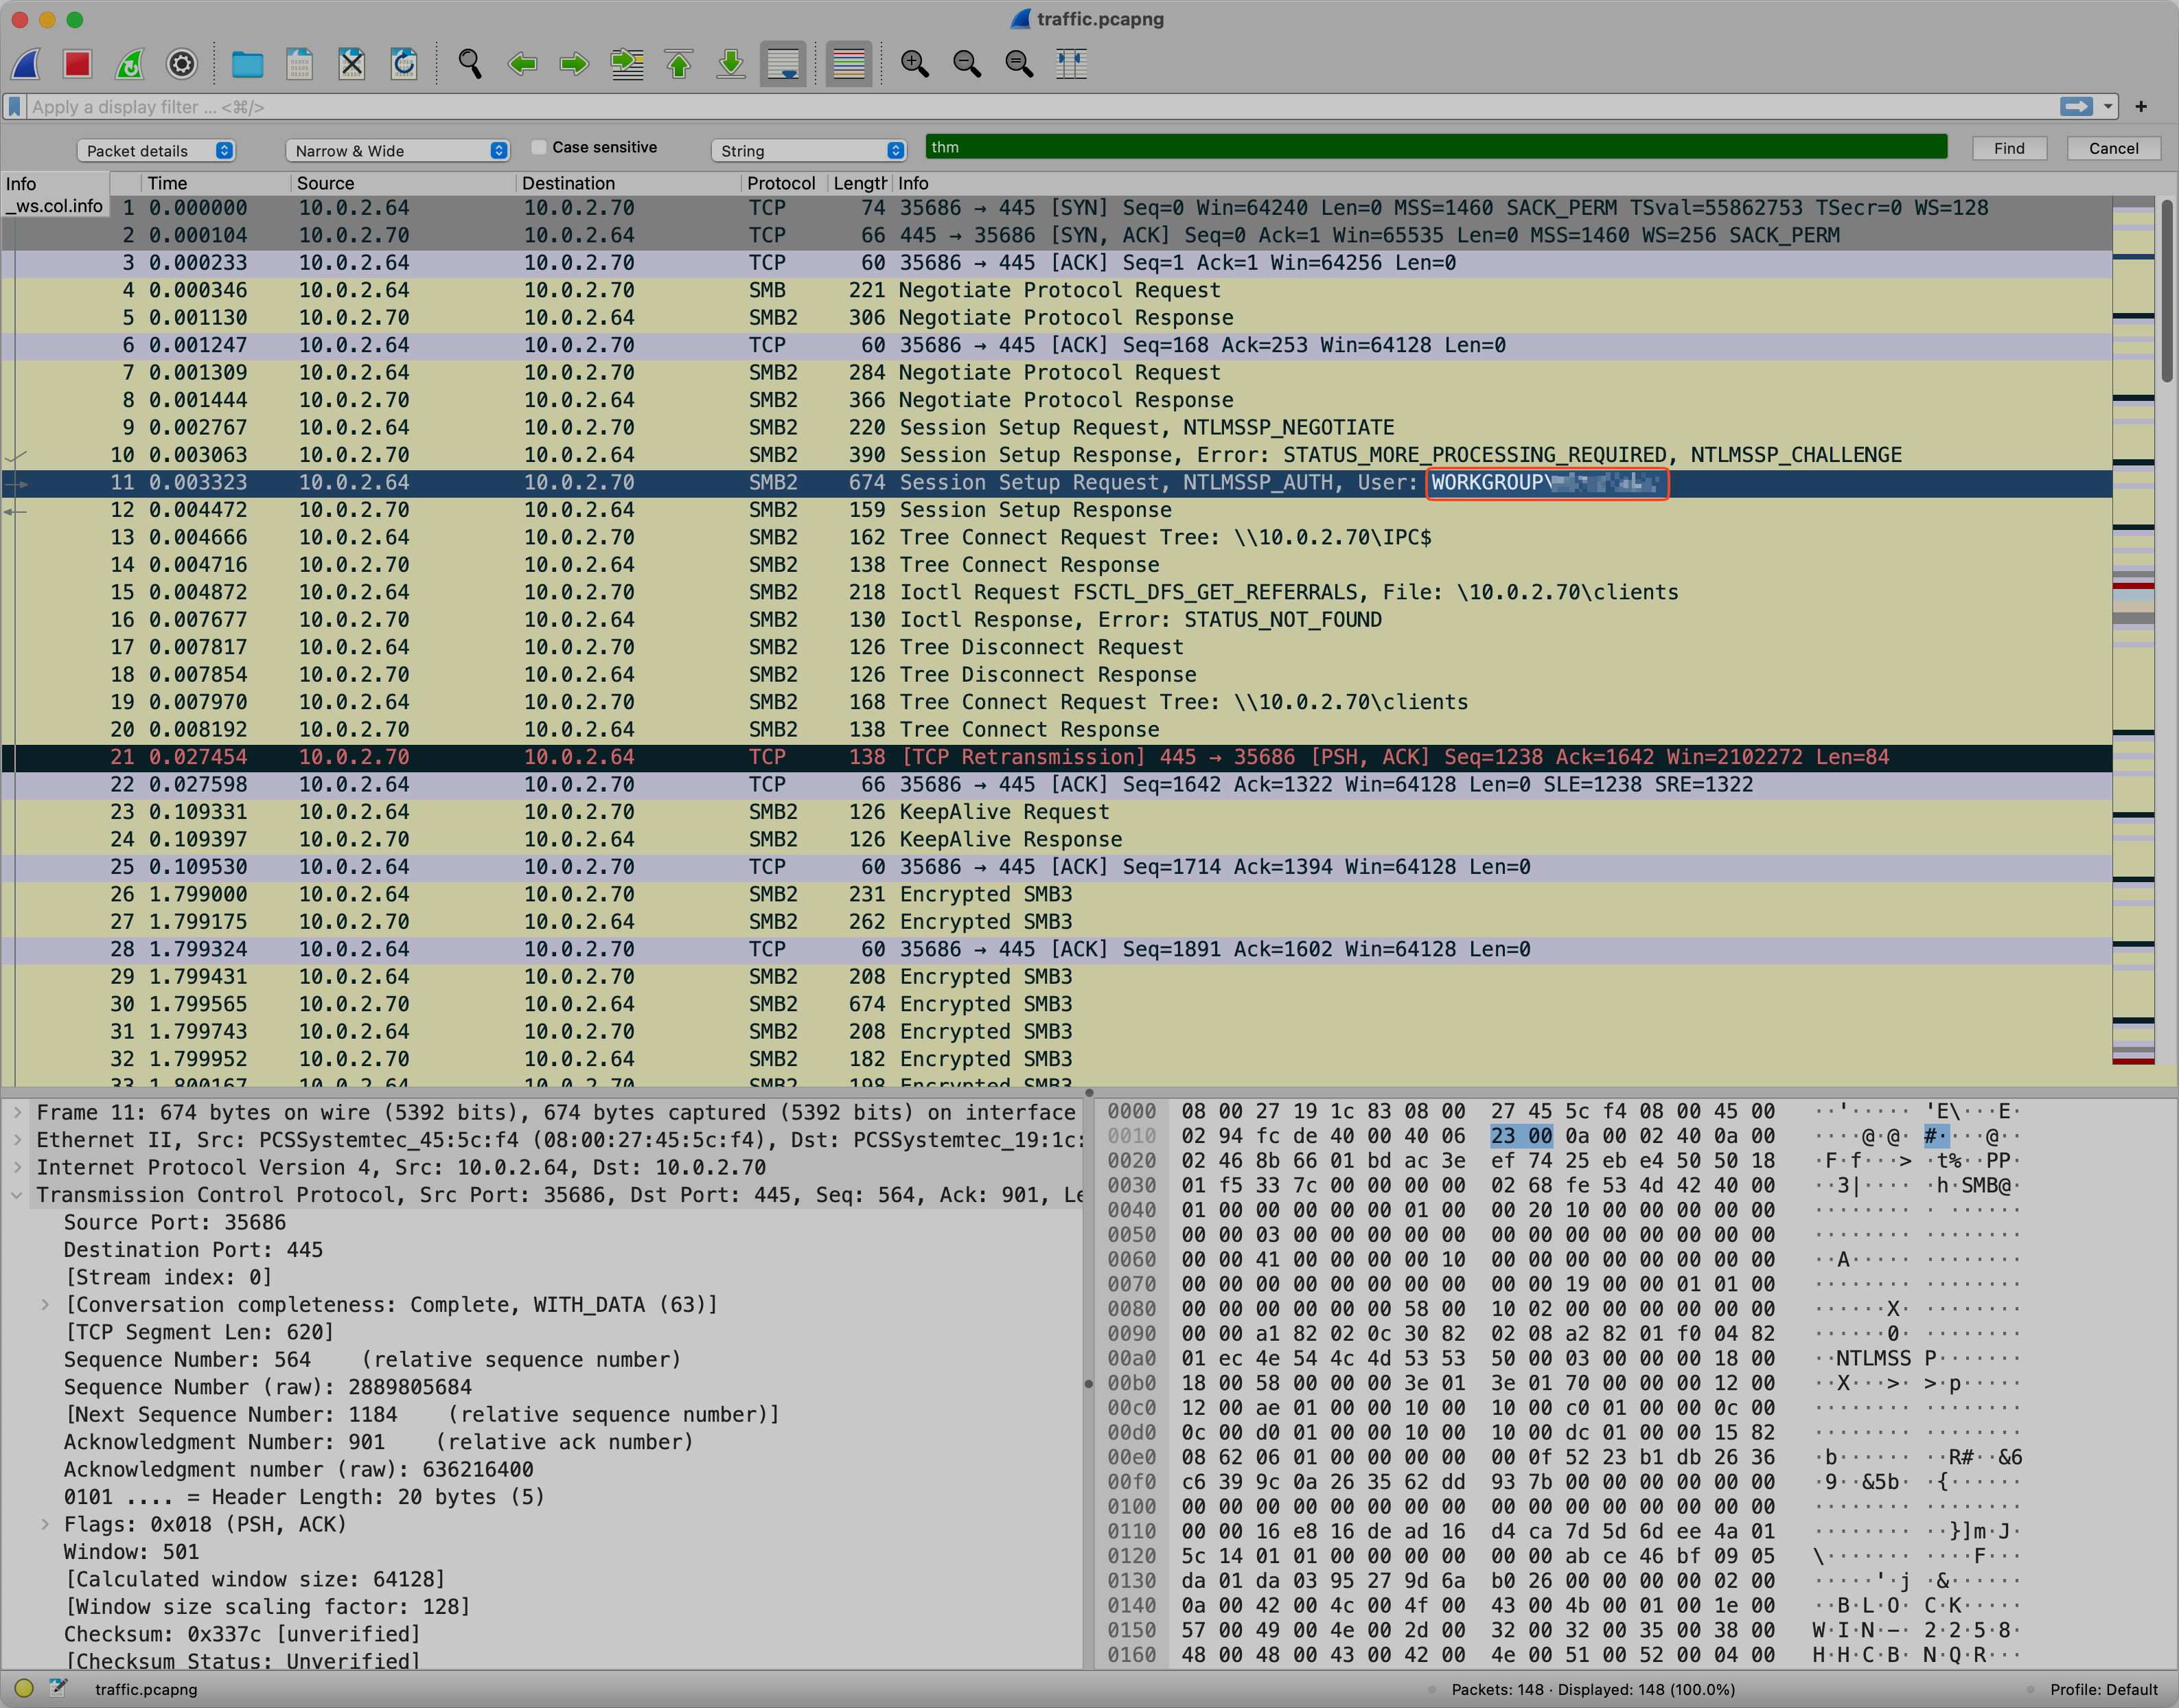 traffic.pcapng
Apply a display filter ... <⌘/>
+
Packet details
Narrow & Wide
Case sensitive
String
thm
Find
Cancel
Info Time Source Destination Protocol Length Info
_ws.col.info
1 0.000000 10.0.2.64 10.0.2.70 TCP 74 35686 → 445 [SYN] Seq=0 Win=64240 Len=0 MSS=1460 SACK_PERM TSval=55862753 TSecr=0 WS=128
2 0.000104 10.0.2.70 10.0.2.64 TCP 66 445 → 35686 [SYN, ACK] Seq=0 Ack=1 Win=65535 Len=0 MSS=1460 WS=256 SACK_PERM
3 0.000233 10.0.2.64 10.0.2.70 TCP 60 35686 → 445 [ACK] Seq=1 Ack=1 Win=64256 Len=0
4 0.000346 10.0.2.64 10.0.2.70 SMB 221 Negotiate Protocol Request
5 0.001130 10.0.2.70 10.0.2.64 SMB2 306 Negotiate Protocol Response
6 0.001247 10.0.2.64 10.0.2.70 TCP 60 35686 → 445 [ACK] Seq=168 Ack=253 Win=64128 Len=0
7 0.001309 10.0.2.64 10.0.2.70 SMB2 284 Negotiate Protocol Request
8 0.001444 10.0.2.70 10.0.2.64 SMB2 366 Negotiate Protocol Response
9 0.002767 10.0.2.64 10.0.2.70 SMB2 220 Session Setup Request, NTLMSSP_NEGOTIATE
10 0.003063 10.0.2.70 10.0.2.64 SMB2 390 Session Setup Response, Error: STATUS_MORE_PROCESSING_REQUIRED, NTLMSSP_CHALLENGE
11 0.003323 10.0.2.64 10.0.2.70 SMB2 674 Session Setup Request, NTLMSSP_AUTH, User: WORKGROUP\
12 0.004472 10.0.2.70 10.0.2.64 SMB2 159 Session Setup Response
13 0.004666 10.0.2.64 10.0.2.70 SMB2 162 Tree Connect Request Tree: \\10.0.2.70\IPC$
14 0.004716 10.0.2.70 10.0.2.64 SMB2 138 Tree Connect Response
15 0.004872 10.0.2.64 10.0.2.70 SMB2 218 Ioctl Request FSCTL_DFS_GET_REFERRALS, File: \10.0.2.70\clients
16 0.007677 10.0.2.70 10.0.2.64 SMB2 130 Ioctl Response, Error: STATUS_NOT_FOUND
17 0.007817 10.0.2.64 10.0.2.70 SMB2 126 Tree Disconnect Request
18 0.007854 10.0.2.70 10.0.2.64 SMB2 126 Tree Disconnect Response
19 0.007970 10.0.2.64 10.0.2.70 SMB2 168 Tree Connect Request Tree: \\10.0.2.70\clients
20 0.008192 10.0.2.70 10.0.2.64 SMB2 138 Tree Connect Response
21 0.027454 10.0.2.70 10.0.2.64 TCP 138 [TCP Retransmission] 445 → 35686 [PSH, ACK] Seq=1238 Ack=1642 Win=2102272 Len=84
22 0.027598 10.0.2.64 10.0.2.70 TCP 66 35686 → 445 [ACK] Seq=1642 Ack=1322 Win=64128 Len=0 SLE=1238 SRE=1322
23 0.109331 10.0.2.64 10.0.2.70 SMB2 126 KeepAlive Request
24 0.109397 10.0.2.70 10.0.2.64 SMB2 126 KeepAlive Response
25 0.109530 10.0.2.64 10.0.2.70 TCP 60 35686 → 445 [ACK] Seq=1714 Ack=1394 Win=64128 Len=0
26 1.799000 10.0.2.64 10.0.2.70 SMB2 231 Encrypted SMB3
27 1.799175 10.0.2.70 10.0.2.64 SMB2 262 Encrypted SMB3
28 1.799324 10.0.2.64 10.0.2.70 TCP 60 35686 → 445 [ACK] Seq=1891 Ack=1602 Win=64128 Len=0
29 1.799431 10.0.2.64 10.0.2.70 SMB2 208 Encrypted SMB3
30 1.799565 10.0.2.70 10.0.2.64 SMB2 674 Encrypted SMB3
31 1.799743 10.0.2.64 10.0.2.70 SMB2 208 Encrypted SMB3
32 1.799952 10.0.2.70 10.0.2.64 SMB2 182 Encrypted SMB3
33 1.800167 10.0.2.64 10.0.2.70 SMB2 198 Encrypted SMB3
Frame 11: 674 bytes on wire (5392 bits), 674 bytes captured (5392 bits) on interface
Ethernet II, Src: PCSSystemtec_45:5c:f4 (08:00:27:45:5c:f4), Dst: PCSSystemtec_19:1c:
Internet Protocol Version 4, Src: 10.0.2.64, Dst: 10.0.2.70
Transmission Control Protocol, Src Port: 35686, Dst Port: 445, Seq: 564, Ack: 901, Le
Source Port: 35686
Destination Port: 445
[Stream index: 0]
[Conversation completeness: Complete, WITH_DATA (63)]
[TCP Segment Len: 620]
Sequence Number: 564 (relative sequence number)
Sequence Number (raw): 2889805684
[Next Sequence Number: 1184 (relative sequence number)]
Acknowledgment Number: 901 (relative ack number)
Acknowledgment number (raw): 636216400
0101 .... = Header Length: 20 bytes (5)
Flags: 0x018 (PSH, ACK)
Window: 501
[Calculated window size: 64128]
[Window size scaling factor: 128]
Checksum: 0x337c [unverified]
[Checksum Status: Unverified]
0000 08 00 27 19 1c 83 08 00 27 45 5c f4 08 00 45 00 ··'····· 'E\···E·
0010 02 94 fc de 40 00 40 06 23 00 0a 00 02 40 0a 00 ····@·@· #····@··
0020 02 46 8b 66 01 bd ac 3e ef 74 25 eb e4 50 50 18 ·F·f···> ·t%··PP·
0030 01 f5 33 7c 00 00 00 00 02 68 fe 53 4d 42 40 00 ··3|···· ·h·SMB@·
0040 01 00 00 00 00 00 01 00 00 20 10 00 00 00 00 00 ········ · ······
0050 00 00 03 00 00 00 00 00 00 00 00 00 00 00 00 00 ········ ········
0060 00 00 41 00 00 00 00 10 00 00 00 00 00 00 00 00 ··A····· ········
0070 00 00 00 00 00 00 00 00 00 00 19 00 00 01 01 00 ········ ········
0080 00 00 00 00 00 00 58 00 10 02 00 00 00 00 00 00 ······X· ········
0090 00 00 a1 82 02 0c 30 82 02 08 a2 82 01 f0 04 82 ······0· ········
00a0 01 ec 4e 54 4c 4d 53 53 50 00 03 00 00 00 18 00 ··NTLMSS P·······
00b0 18 00 58 00 00 00 3e 01 3e 01 70 00 00 00 12 00 ··X···>· >·p·····
00c0 12 00 ae 01 00 00 10 00 10 00 c0 01 00 00 0c 00 ········ ········
00d0 0c 00 d0 01 00 00 10 00 10 00 dc 01 00 00 15 82 ········ ········
00e0 08 62 06 01 00 00 00 00 00 0f 52 23 b1 db 26 36 ·b······ ··R#··&6
00f0 c6 39 9c 0a 26 35 62 dd 93 7b 00 00 00 00 00 00 ·9··&5b· ·{······
0100 00 00 00 00 00 00 00 00 00 00 00 00 00 00 00 00 ········ ········
0110 00 00 16 e8 16 de ad 16 d4 ca 7d 5d 6d ee 4a 01 ········ ··}]m·J·
0120 5c 14 01 01 00 00 00 00 00 00 ab ce 46 bf 09 05 \······· ····F···
0130 da 01 da 03 95 27 9d 6a b0 26 00 00 00 00 02 00 ·····'·j ·&······
0140 0a 00 42 00 4c 00 4f 00 43 00 4b 00 01 00 1e 00 ··B·L·O· C·K·····
0150 57 00 49 00 4e 00 2d 00 32 00 32 00 35 00 38 00 W·I·N·-· 2·2·5·8·
0160 48 00 48 00 43 00 42 00 4e 00 51 00 52 00 04 00 H·H·C·B· N·Q·R···
traffic.pcapng
Packets: 148 · Displayed: 148 (100.0%)
Profile: Default